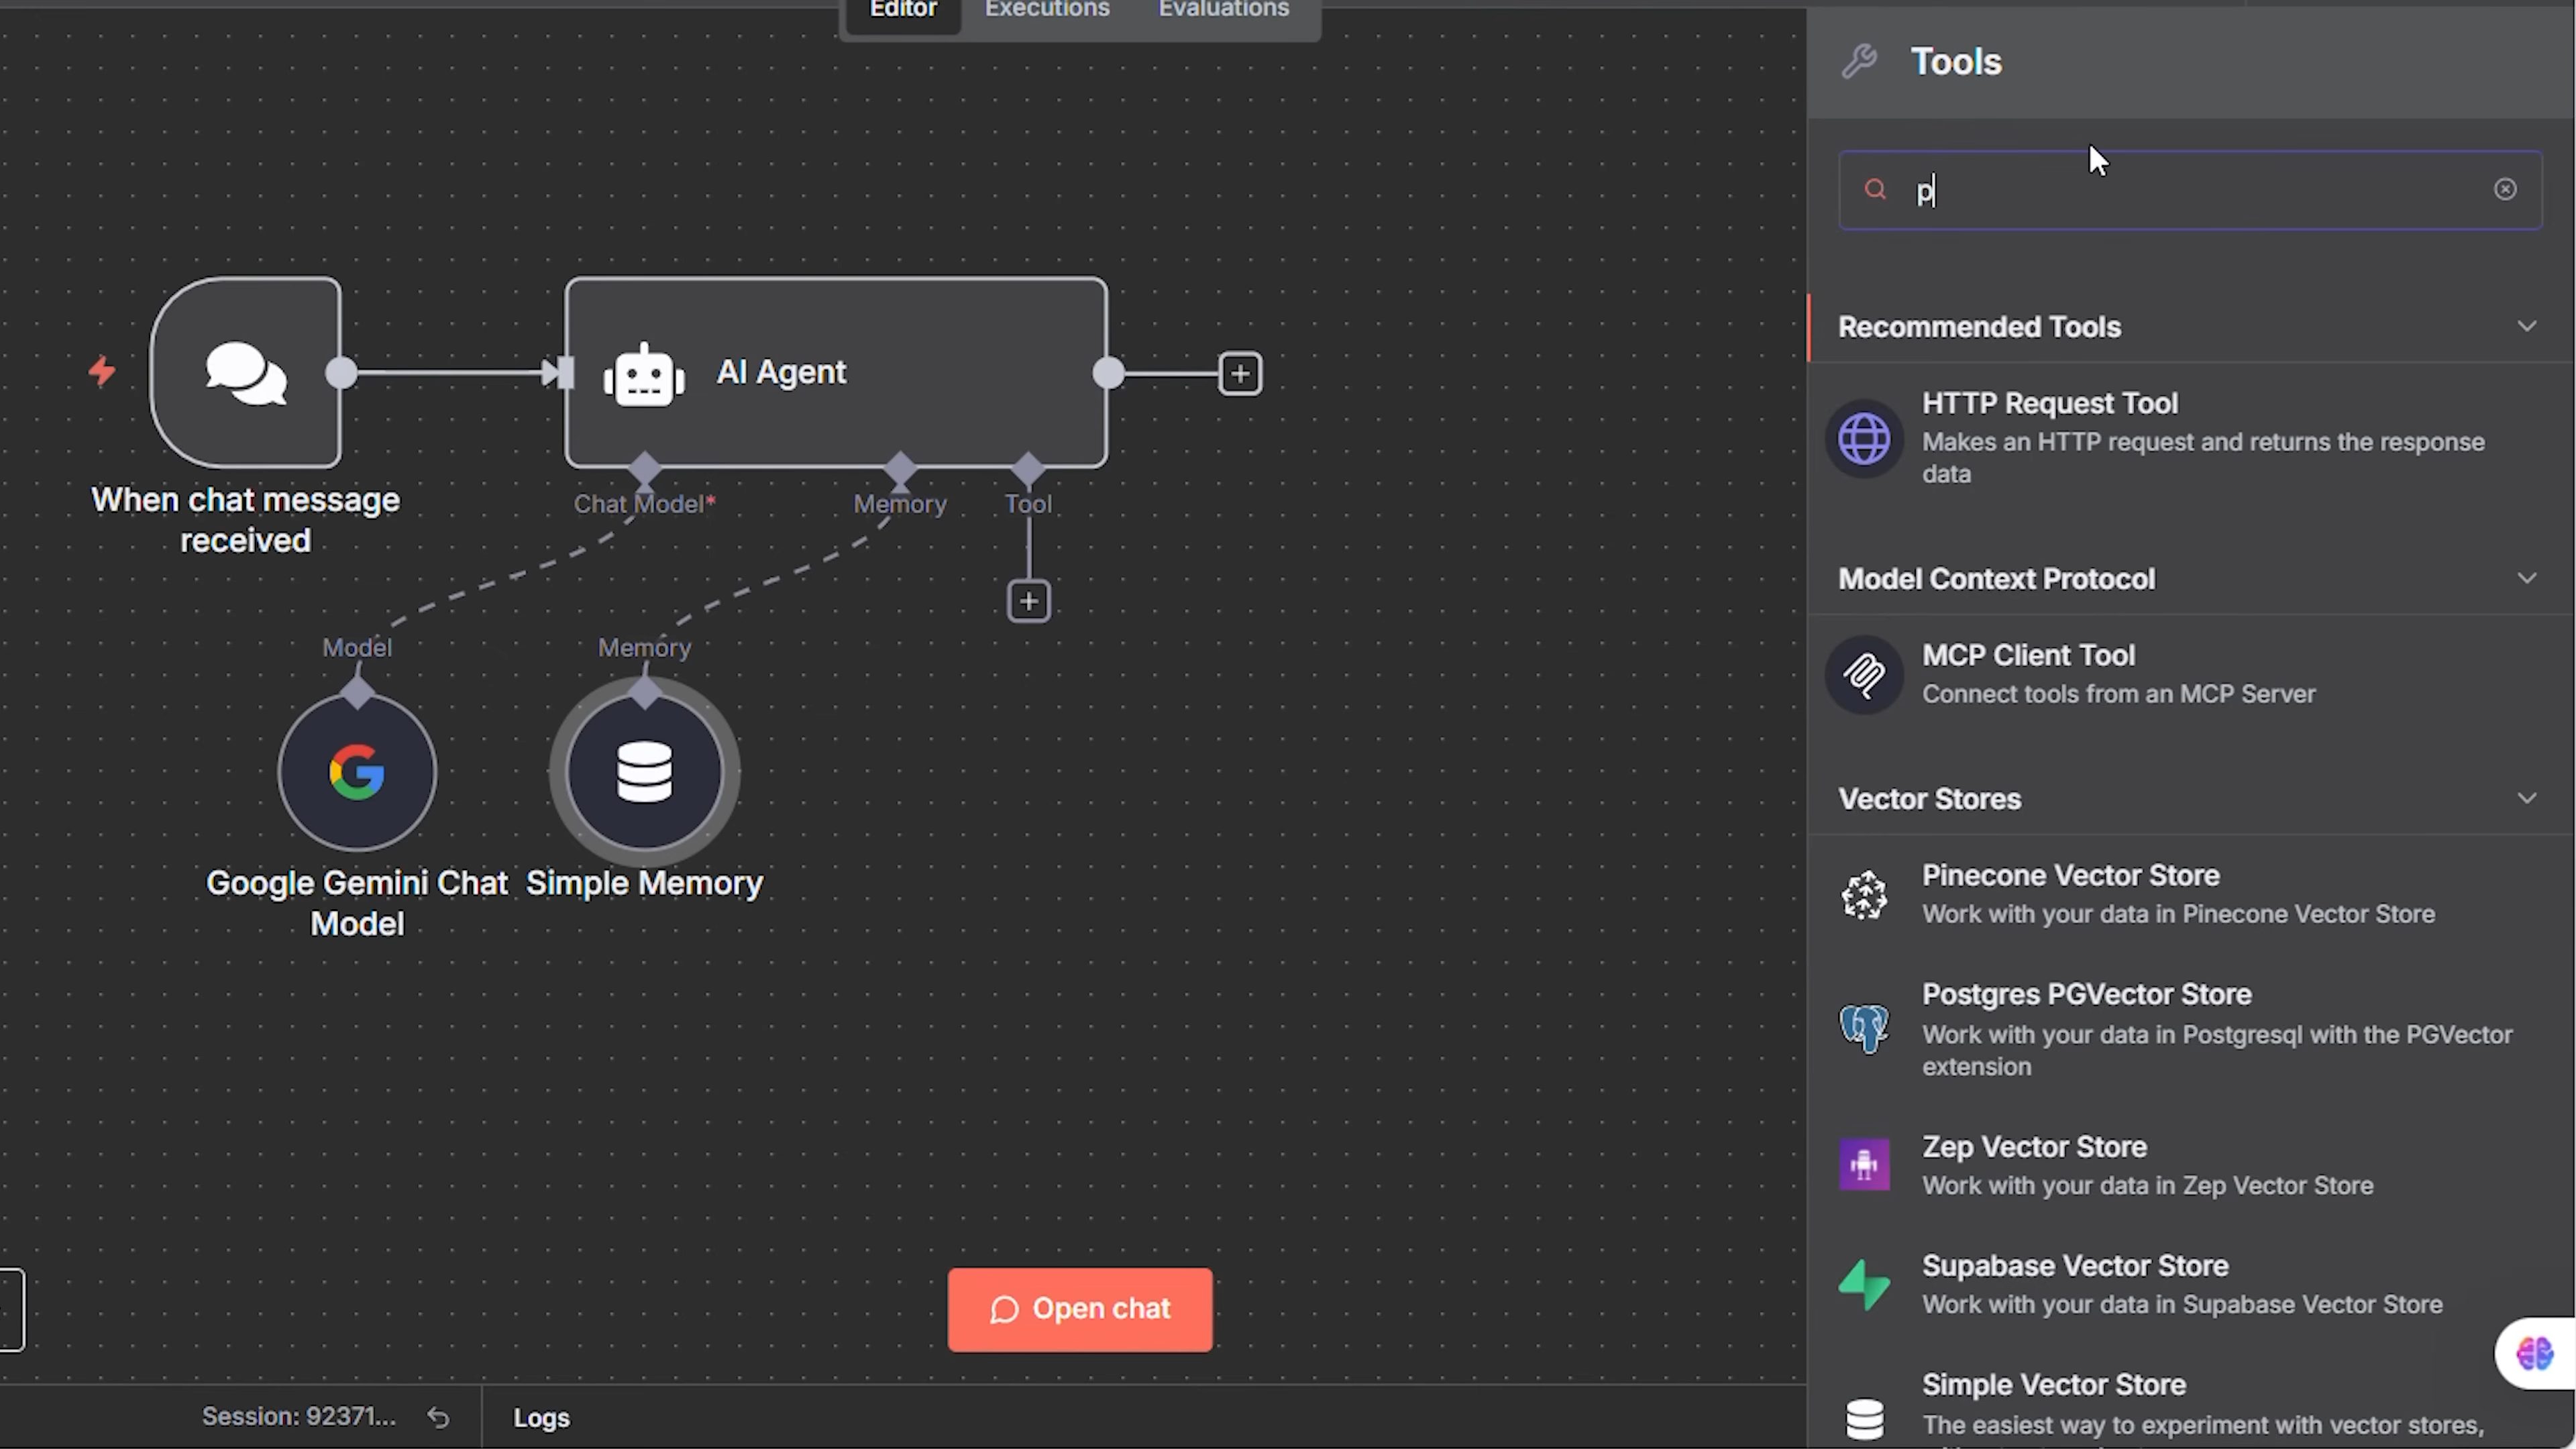 Editor
Executions
Evaluations
Tools
p
Recommended Tools
HTTP Request Tool
Makes an HTTP request and returns the response
data
Model Context Protocol
MCP Client Tool
Connect tools from an MCP Server
Vector Stores
Pinecone Vector Store
Work with your data in Pinecone Vector Store
Postgres PGVector Store
Work with your data in Postgresql with the PGVector
extension
Zep Vector Store
Work with your data in Zep Vector Store
Supabase Vector Store
Work with your data in Supabase Vector Store
Simple Vector Store
The easiest way to experiment with vector stores,
When chat message
received
AI Agent
Chat Model*
Memory
Tool
Model
Memory
Google Gemini Chat
Model
Simple Memory
Open chat
Session: 92371...
Logs